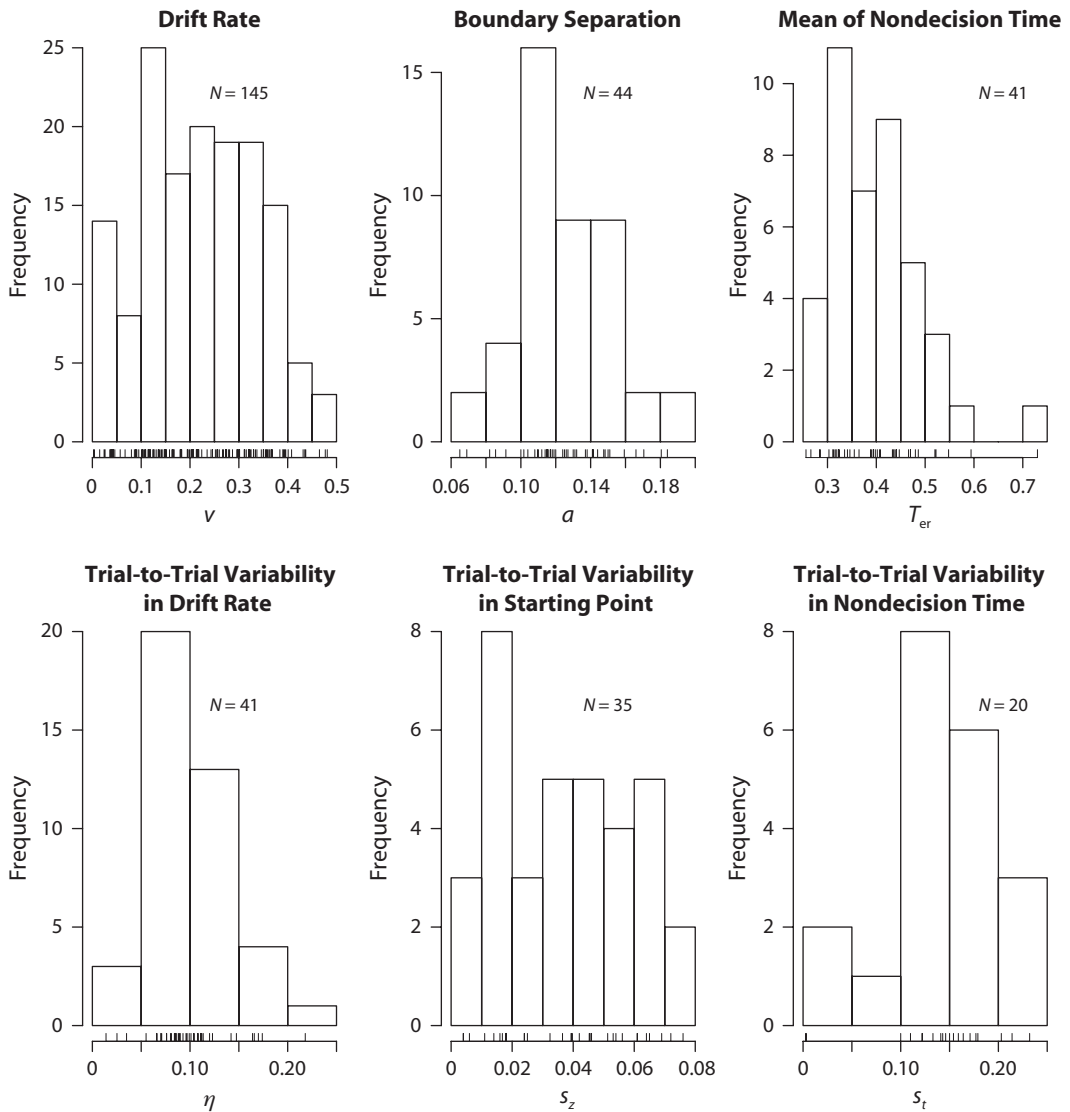 Drift Rate
Frequency
25
20
15
10
5
0
N = 145
0 0.1 0.2 0.3 0.4 0.5
v
Boundary Separation
Frequency
15
10
5
0
N = 44
0.06 0.10 0.14 0.18
a
Mean of Nondecision Time
Frequency
10
8
6
4
2
0
N = 41
0.3 0.4 0.5 0.6 0.7
Ter
Trial-to-Trial Variability
in Drift Rate
Frequency
20
15
10
5
0
N = 41
0 0.10 0.20
η
Trial-to-Trial Variability
in Starting Point
Frequency
8
6
4
2
0
N = 35
0 0.02 0.04 0.06 0.08
sz
Trial-to-Trial Variability
in Nondecision Time
Frequency
8
6
4
2
0
N = 20
0 0.10 0.20
st